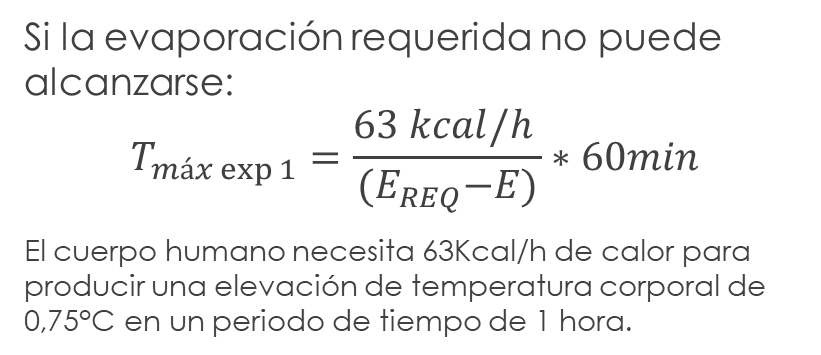 Si la evaporación requerida no puede
alcanzarse:
T_{máx exp 1} = \frac{63 kcal/h}{(E_{REQ}-E)} * 60min
El cuerpo humano necesita 63Kcal/h de calor para
producir una elevación de temperatura corporal de
0,75ºC en un periodo de tiempo de 1 hora.